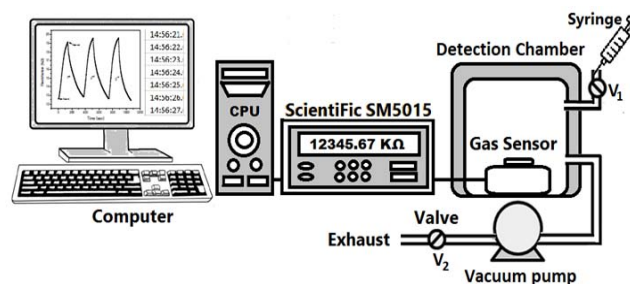 Syringe
14:56:21.
14:56:22.
14:56:23.
14:56:24.
14:56:25.
14:56:26.
14:56:27.
Detection Chamber
V1
CPU
ScientiFic SM5015
12345.67 KΩ
Gas Sensor
Computer
Valve
Exhaust
V2
Vacuum pump